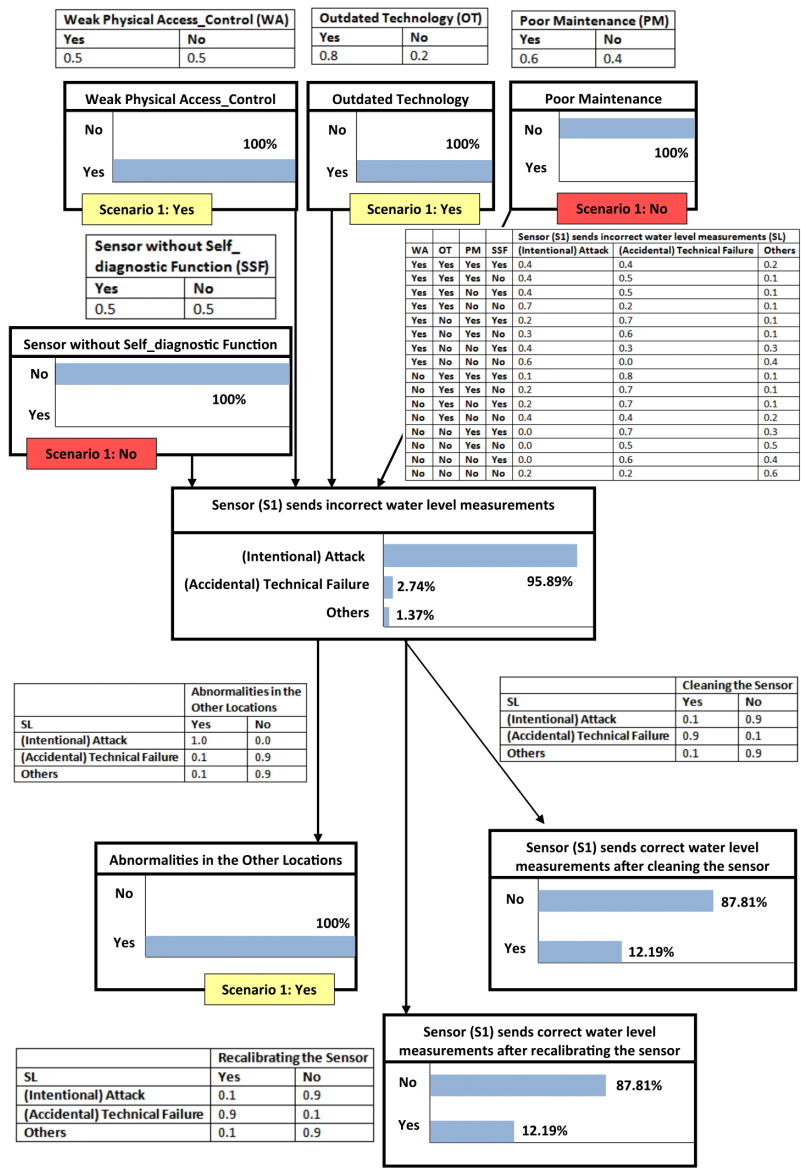 Weak Physical Access_Control (WA)
Yes No
0.5 0.5
Outdated Technology (OT)
Yes No
0.8 0.2
Poor Maintenance (PM)
Yes No
0.6 0.4
Weak Physical Access_Control
No
100%
Yes
Scenario 1: Yes
Outdated Technology
No
100%
Yes
Scenario 1: Yes
Poor Maintenance
No
100%
Yes
Scenario 1: No
Sensor without Self_
diagnostic Function (SSF)
Yes No
0.5 0.5
Sensor without Self_diagnostic Function
No
100%
Yes
Scenario 1: No
Sensor (S1) sends incorrect water level measurements (SL)
WA OT PM SSF (Intentional) Attack (Accidental) Technical Failure Others
Yes Yes Yes Yes 0.4 0.4 0.2
Yes Yes Yes No 0.4 0.5 0.1
Yes Yes No Yes 0.4 0.5 0.1
Yes Yes No No 0.7 0.2 0.1
Yes No Yes Yes 0.2 0.7 0.1
Yes No Yes No 0.3 0.6 0.1
Yes No No Yes 0.4 0.3 0.3
Yes No No No 0.6 0.0 0.4
No Yes Yes Yes 0.1 0.8 0.1
No Yes Yes No 0.2 0.7 0.1
No Yes No Yes 0.2 0.7 0.1
No Yes No No 0.4 0.4 0.2
No No Yes Yes 0.0 0.7 0.3
No No Yes No 0.0 0.5 0.5
No No No Yes 0.0 0.6 0.4
No No No No 0.2 0.2 0.6
Sensor (S1) sends incorrect water level measurements
(Intentional) Attack
95.89%
(Accidental) Technical Failure 2.74%
Others 1.37%
Abnormalities in the
Other Locations
SL Yes No
(Intentional) Attack 1.0 0.0
(Accidental) Technical Failure 0.1 0.9
Others 0.1 0.9
Cleaning the Sensor
SL Yes No
(Intentional) Attack 0.1 0.9
(Accidental) Technical Failure 0.9 0.1
Others 0.1 0.9
Abnormalities in the Other Locations
No
100%
Yes
Scenario 1: Yes
Sensor (S1) sends correct water level
measurements after cleaning the sensor
No 87.81%
Yes 12.19%
Recalibrating the Sensor
SL Yes No
(Intentional) Attack 0.1 0.9
(Accidental) Technical Failure 0.9 0.1
Others 0.1 0.9
Sensor (S1) sends correct water level
measurements after recalibrating the sensor
No 87.81%
Yes 12.19%